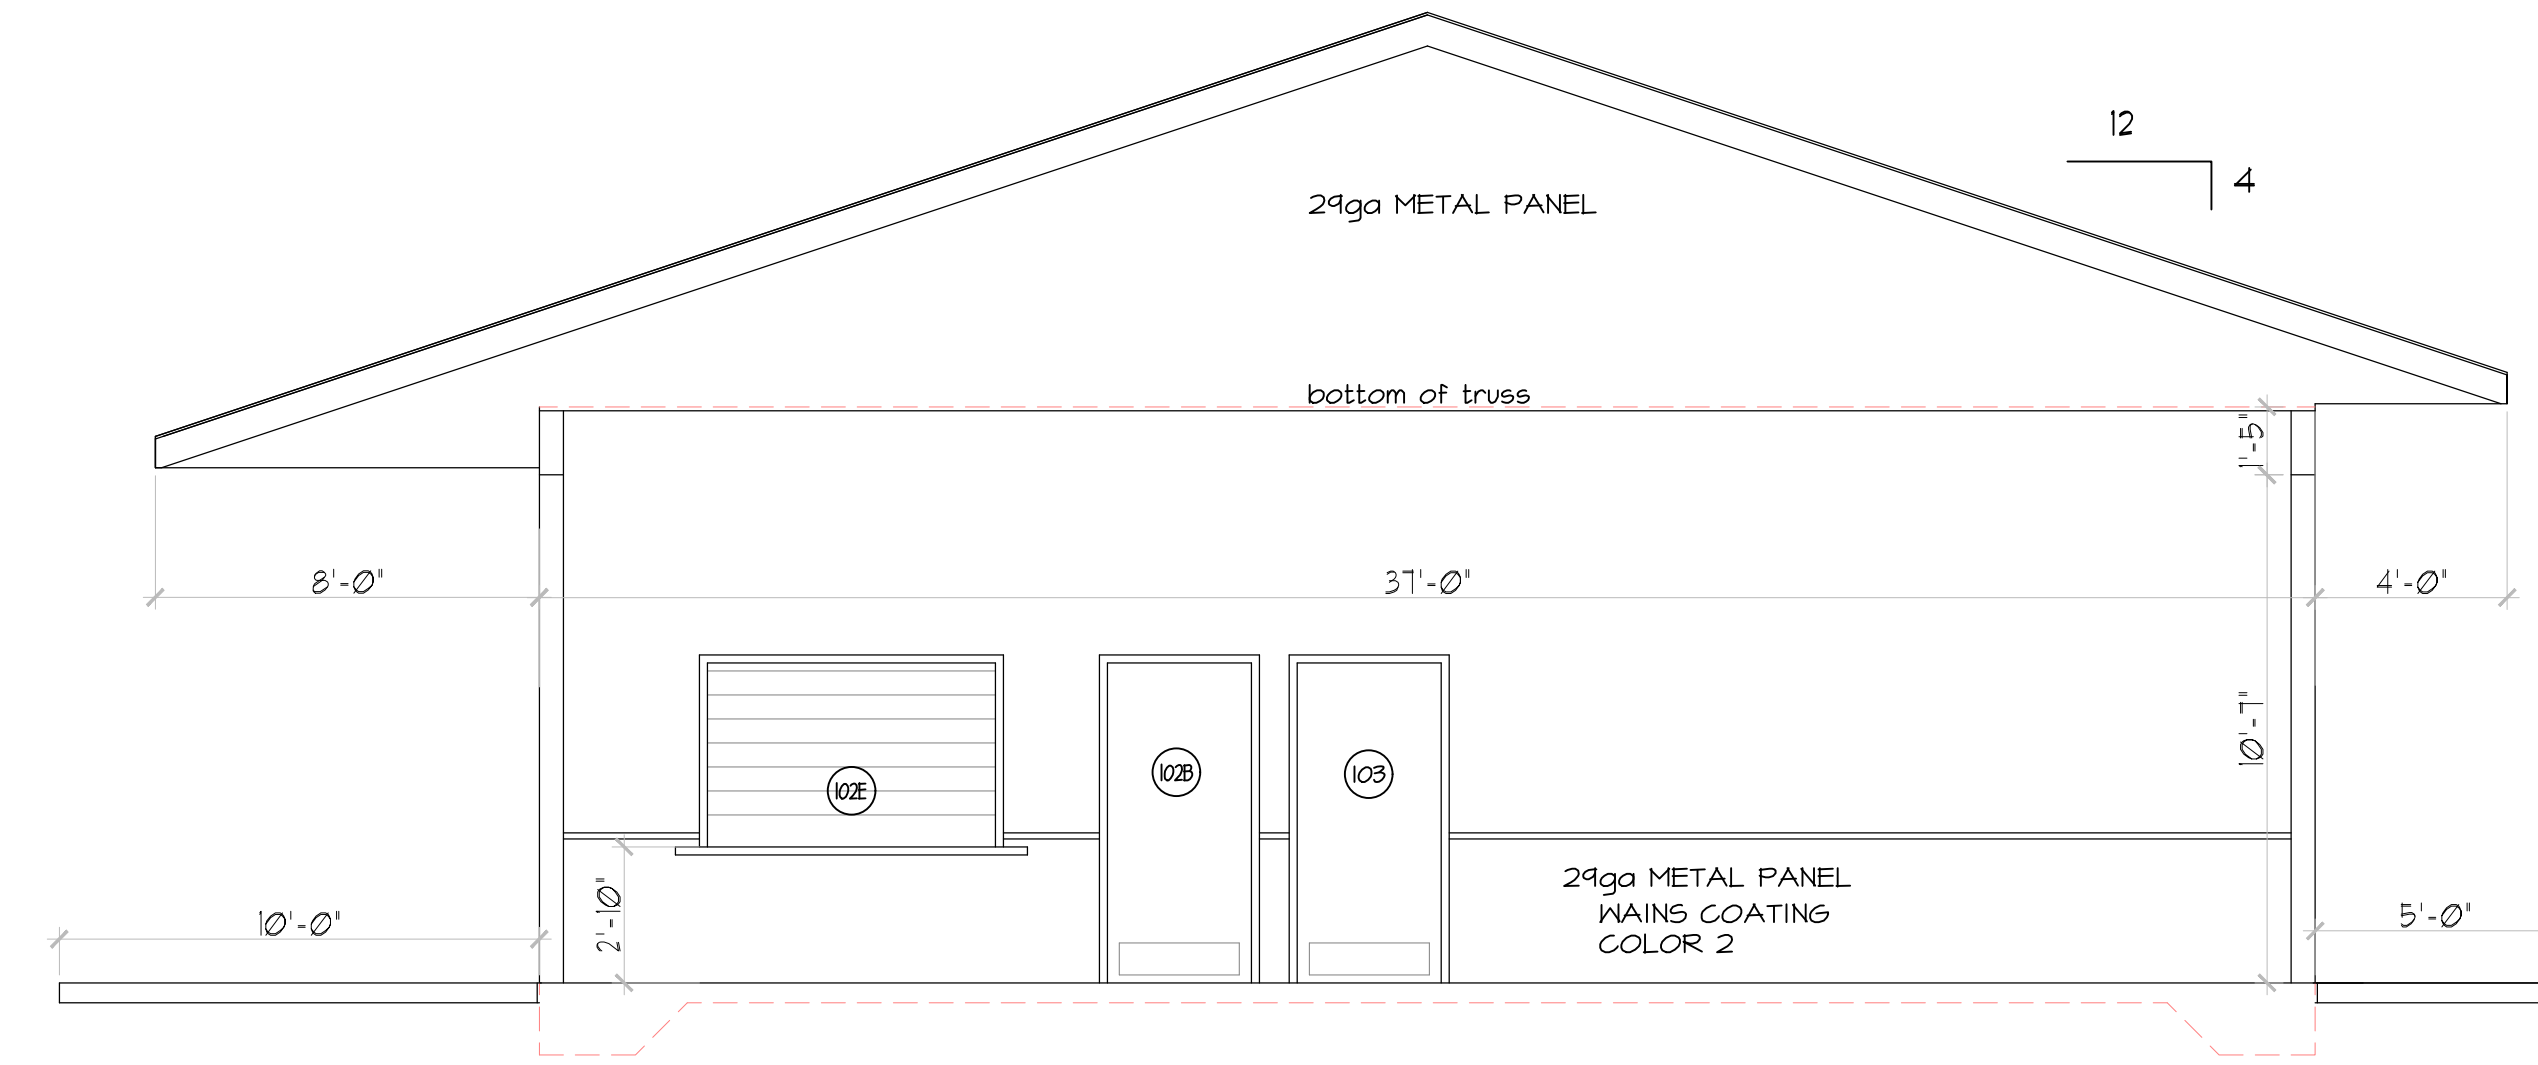 12
4
29ga METAL PANEL
bottom of truss
1'-5"
8'-0"
37'-0"
4'-0"
10'-7"
102E
102B
103
2'-10"
29ga METAL PANEL
WAINS COATING
COLOR 2
10'-0"
5'-0"